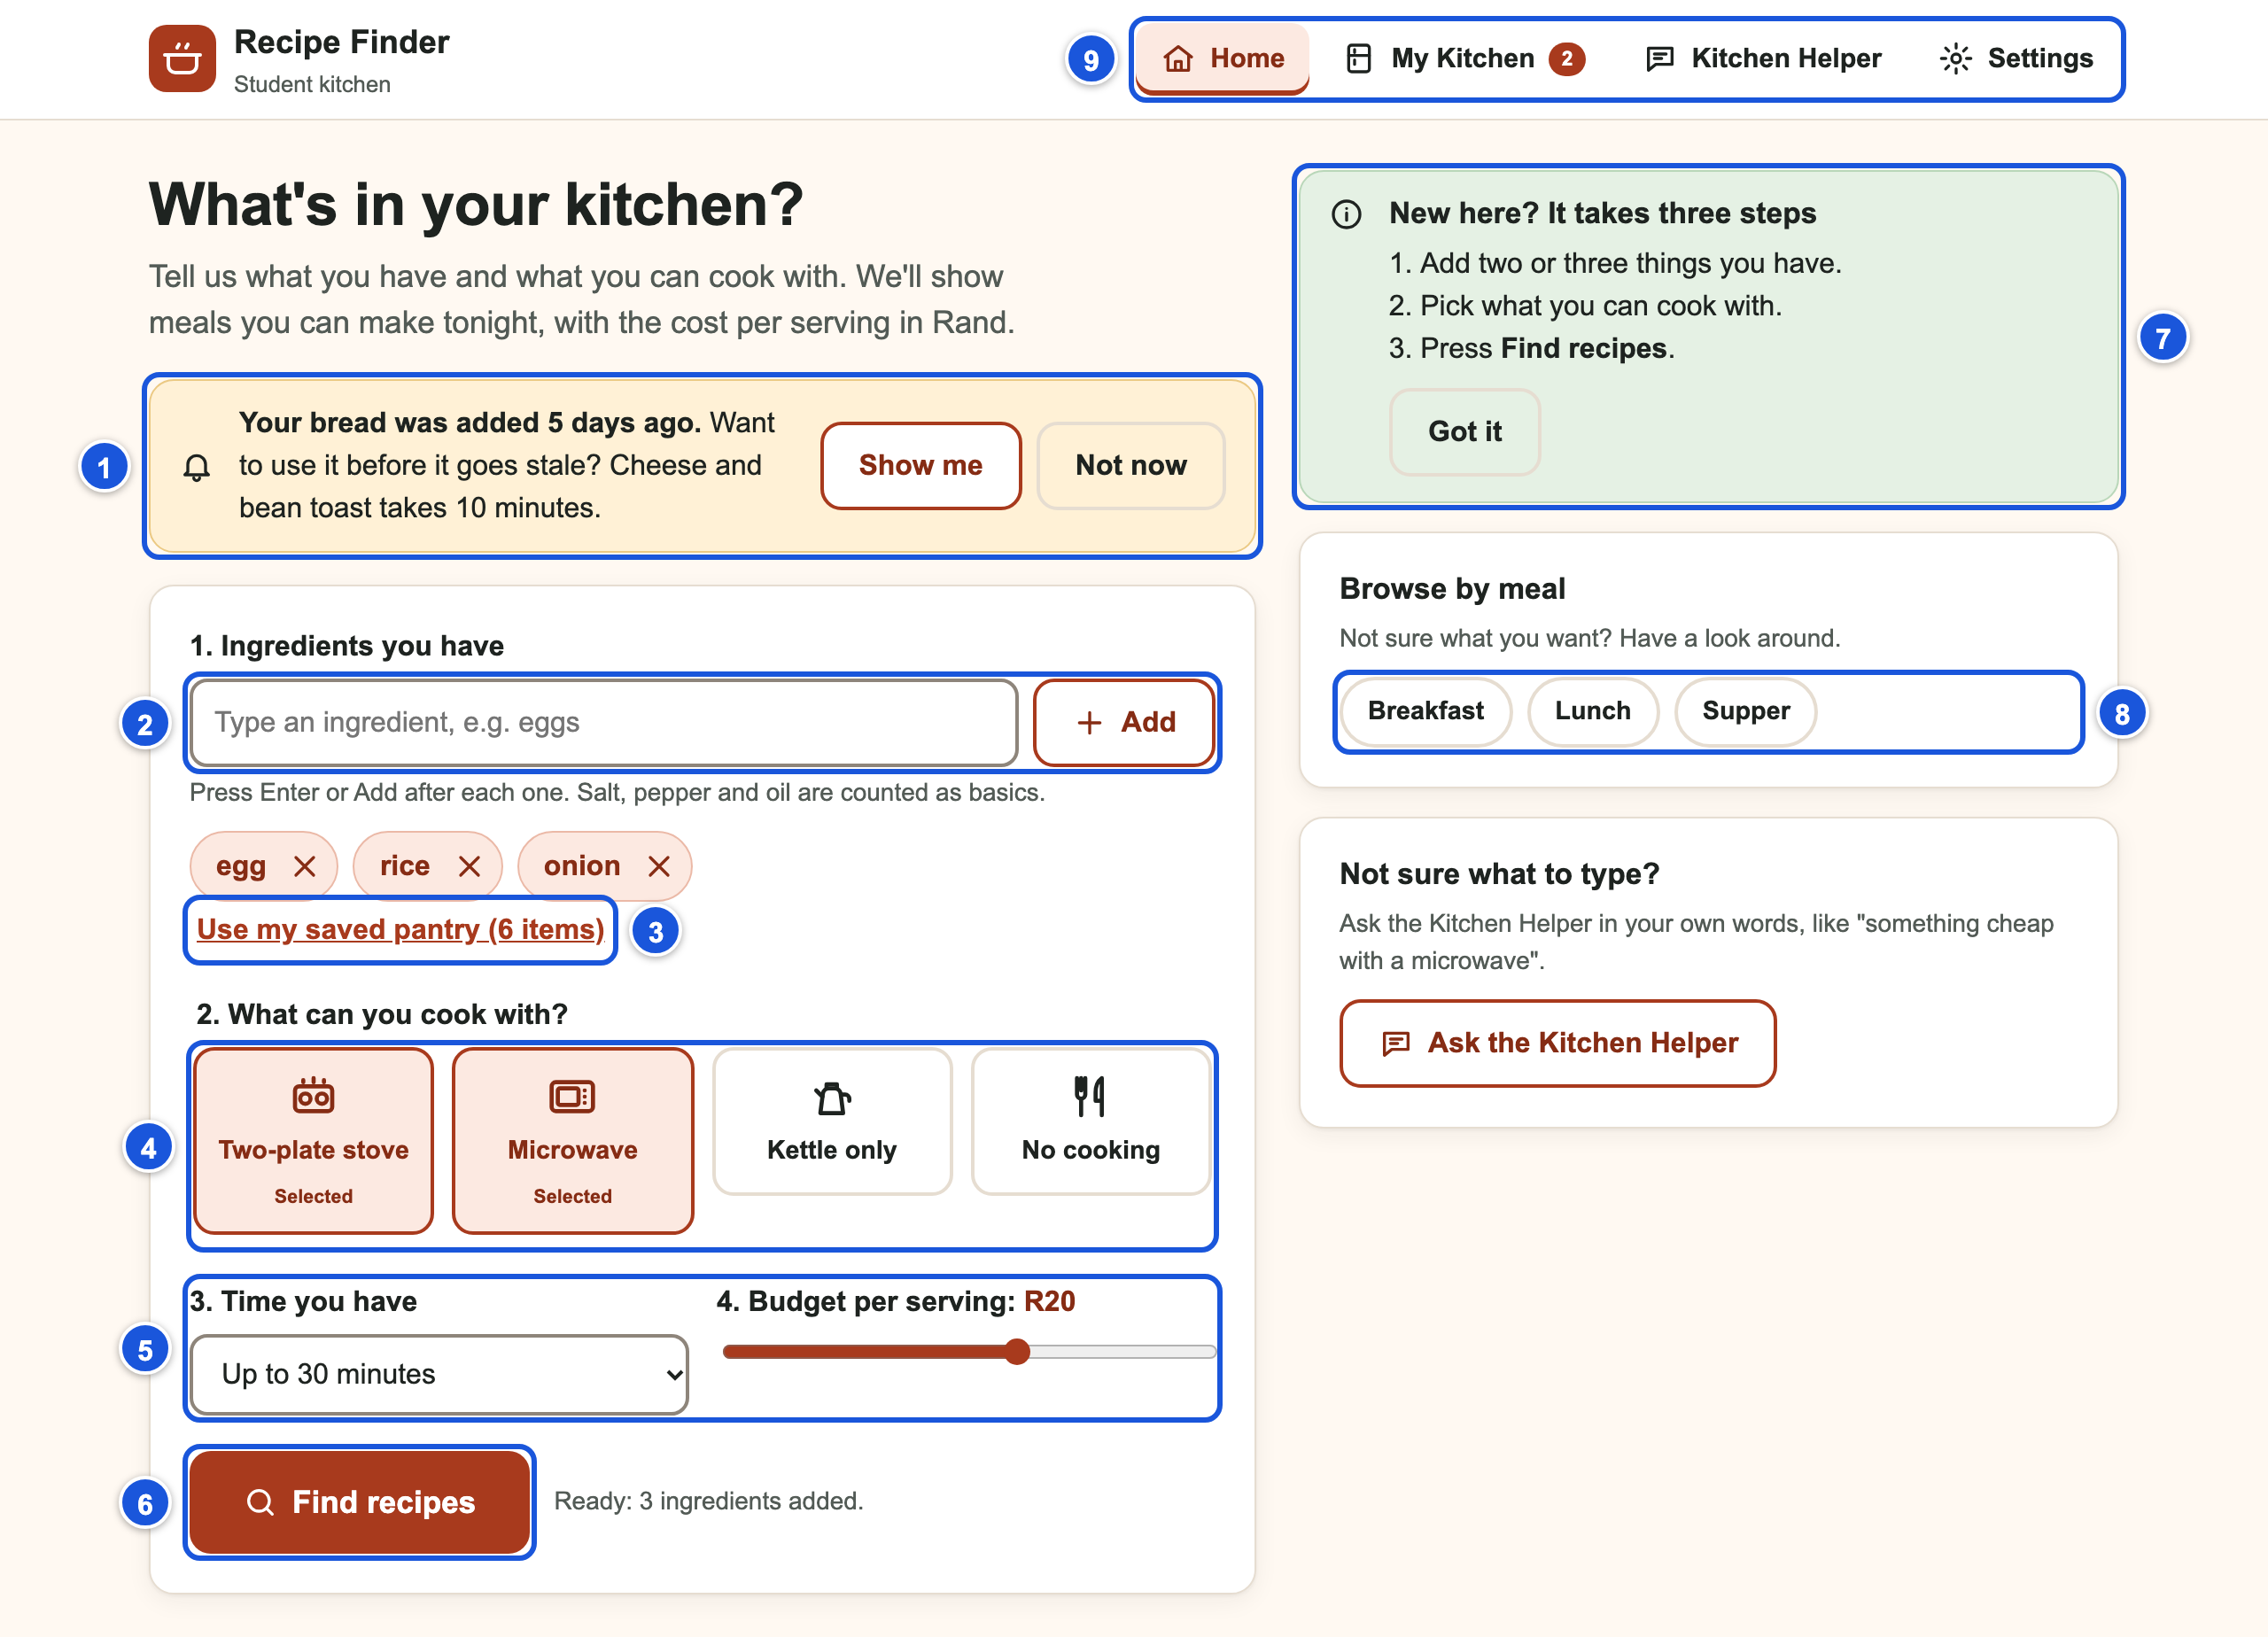 Recipe Finder
Student kitchen
9
Home
My Kitchen 2
Kitchen Helper
Settings
What's in your kitchen?
Tell us what you have and what you can cook with. We'll show
meals you can make tonight, with the cost per serving in Rand.
1
Your bread was added 5 days ago. Want
to use it before it goes stale? Cheese and
bean toast takes 10 minutes.
Show me
Not now
1. Ingredients you have
2
Type an ingredient, e.g. eggs
+ Add
Press Enter or Add after each one. Salt, pepper and oil are counted as basics.
egg
rice
onion
Use my saved pantry (6 items)
3
2. What can you cook with?
4
Two-plate stove
Selected
Microwave
Selected
Kettle only
No cooking
5
3. Time you have
Up to 30 minutes
4. Budget per serving: R20
6
Find recipes
Ready: 3 ingredients added.
New here? It takes three steps
1. Add two or three things you have.
2. Pick what you can cook with.
3. Press Find recipes.
Got it
7
Browse by meal
Not sure what you want? Have a look around.
Breakfast
Lunch
Supper
8
Not sure what to type?
Ask the Kitchen Helper in your own words, like "something cheap
with a microwave".
Ask the Kitchen Helper